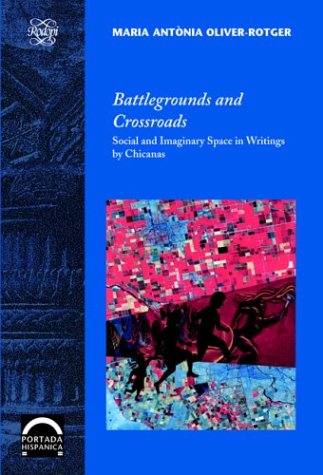 Rodopi
MARIA ANTÒNIA OLIVER-ROTGER
Battlegrounds and
Crossroads
Social and Imaginary Space in Writings
by Chicanas
PORTADA
HISPANICA